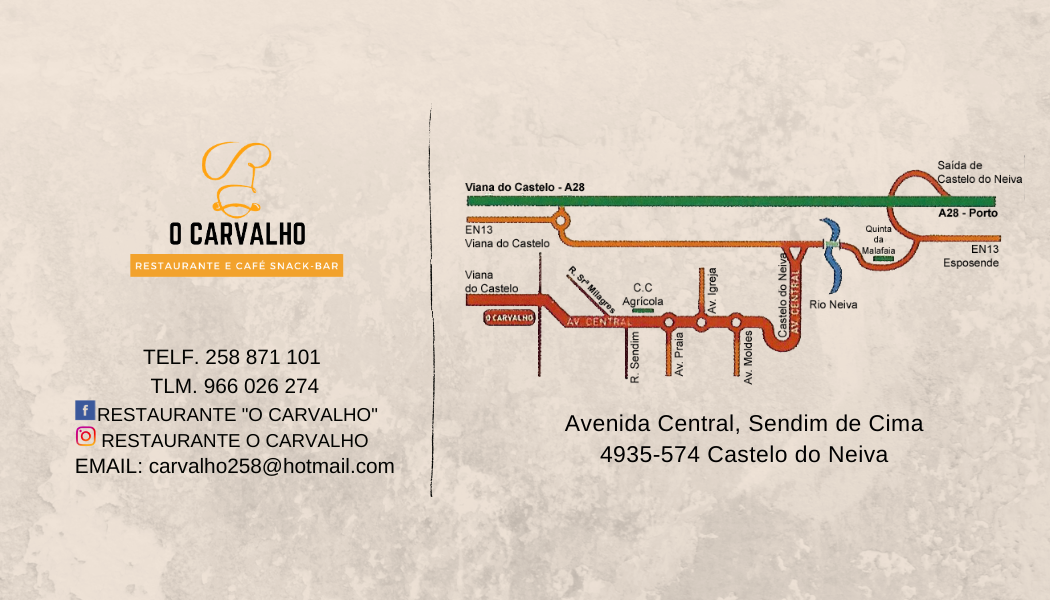 O CARVALHO
RESTAURANTE E CAFÉ SNACK-BAR
TELF. 258 871 101
TLM. 966 026 274
RESTAURANTE "O CARVALHO"
RESTAURANTE O CARVALHO
EMAIL: carvalho258@hotmail.com
Saída de
Castelo do Neiva
Viana do Castelo - A28
A28 - Porto
EN13
Viana do Castelo
Quinta
da
Malafaia
EN13
Esposende
Viana
do Castelo
R. Srª Milagres
C.C
Agrícola
Av. Igreja
Castelo do Neiva
AV. CENTRAL
Rio Neiva
O CARVALHO
AV. CENTRAL
R. Sendim
Av. Praia
Av. Moldes
Avenida Central, Sendim de Cima
4935-574 Castelo do Neiva